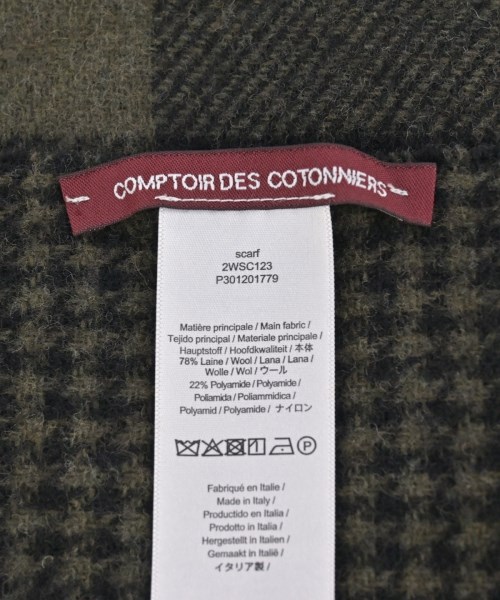 COMPTOIR DES COTONNIERS
scarf
2WSC123
P301201779
Matière principale / Main fabric /
Tejido principal / Materiale principale /
Hauptstoff / Hoofdkwaliteit / 本体
78% Laine / Wool / Lana / Lana /
Wolle / Wol / ウール
22% Polyamide / Polyamide /
Poliamida / Poliammidica /
Polyamid / Polyamide / ナイロン
P
Fabriqué en Italie /
Made in Italy /
Producido en Italia /
Prodotto in Italia /
Hergestellt in Italien /
Gemaakt in Italië /
イタリア製 /